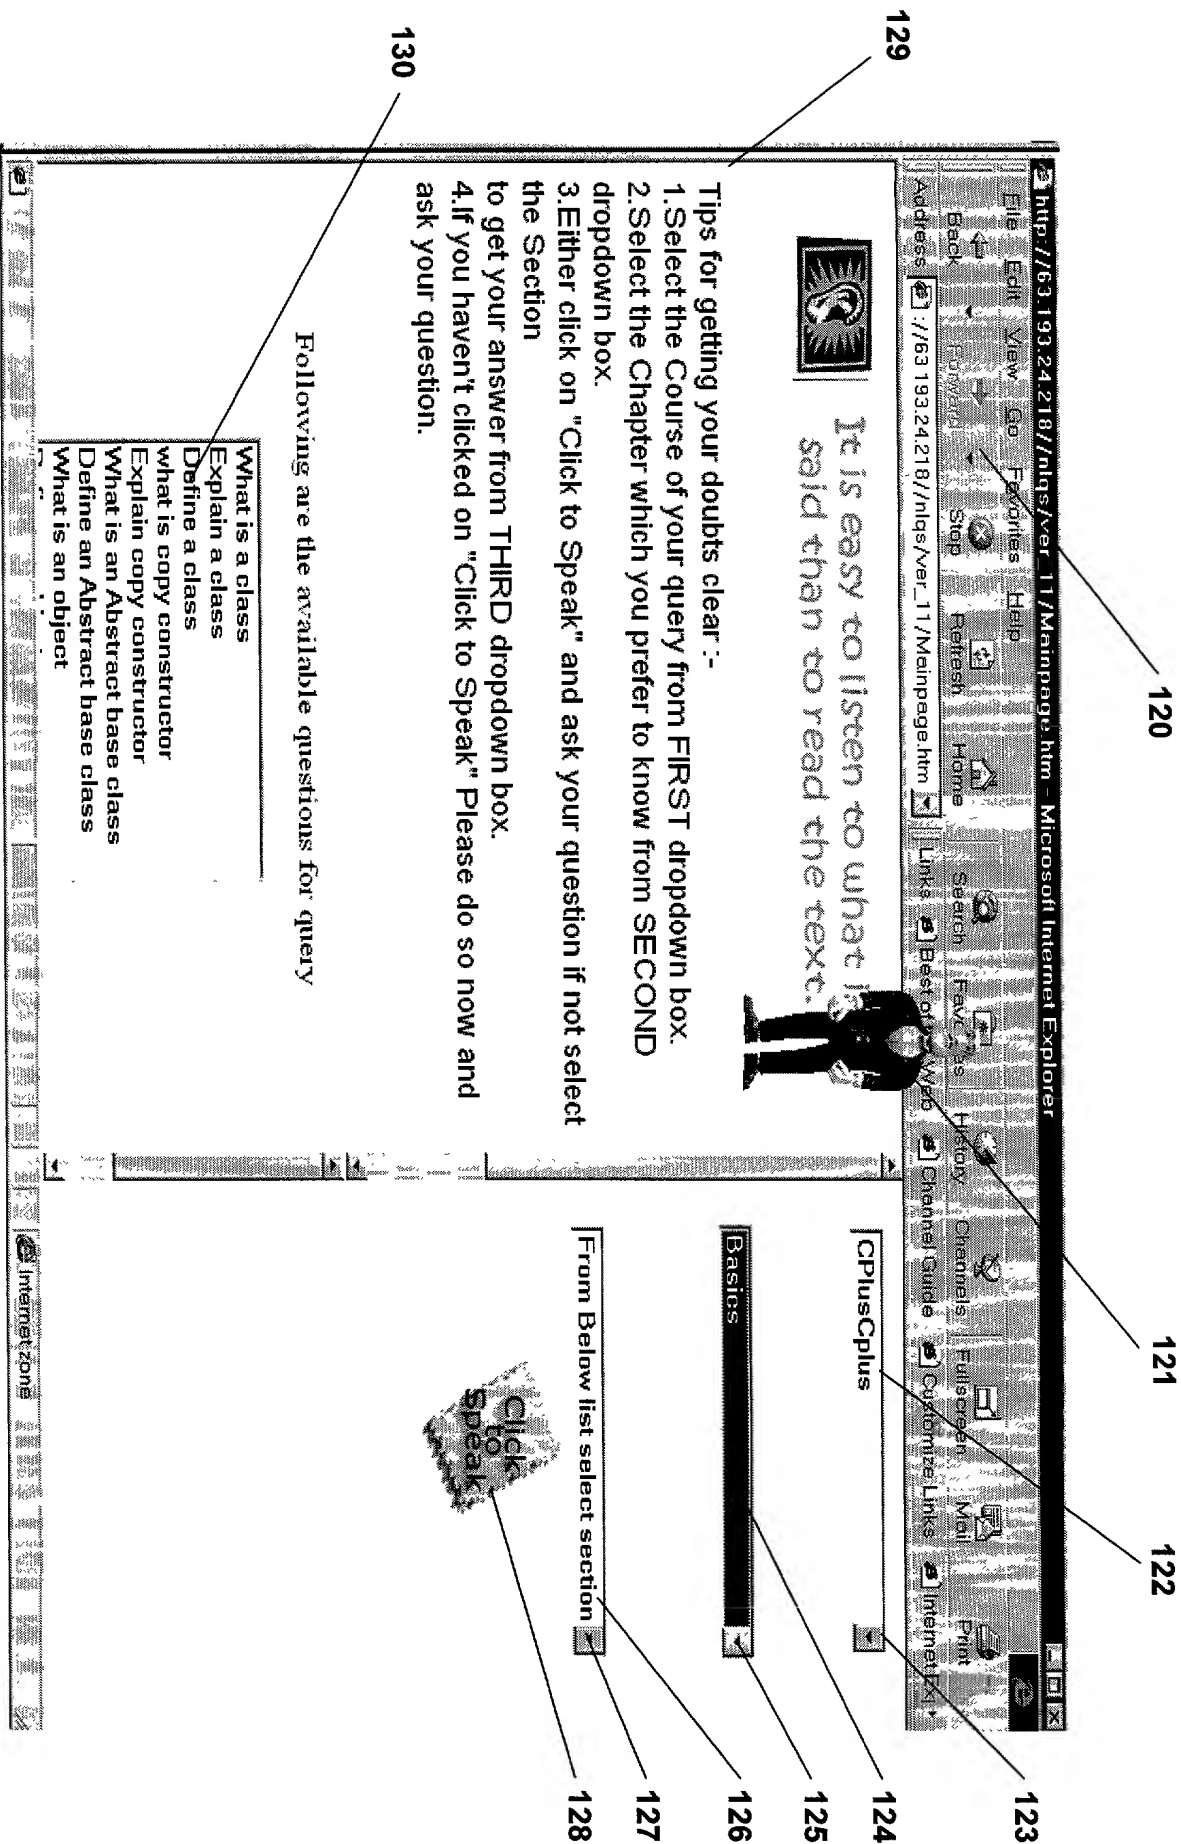 120
121
122
http://63.193.24.218//nlqs/ver_11/Mainpage.htm - Microsoft Internet Explorer
File Edit View Go Favorites Help
Back Forward Stop Refresh Home Search History Channels Fullscreen Mail Print
Address ://63.193.24.218//nlqs/ver_11/Mainpage.htm Links Best of Web Channel Guide Customize Links Internet Ex
129
It is easy to listen to what
said than to read the text.
CPlusCplus
123
Tips for getting your doubts clear :-
1.Select the Course of your query from FIRST dropdown box.
2.Select the Chapter which you prefer to know from SECOND
dropdown box.
3.Either click on "Click to Speak" and ask your question if not select
the Section
to get your answer from THIRD dropdown box.
4.If you haven't clicked on "Click to Speak" Please do so now and
ask your question.
Basics
124
125
From Below list select section
126
127
Click
to
Speak
128
130
Following are the available questions for query
What is a class
Explain a class
Define a class
what is copy constructor
Explain copy constructor
What is an Abstract base class
Define an Abstract base class
What is an object
Internet zone